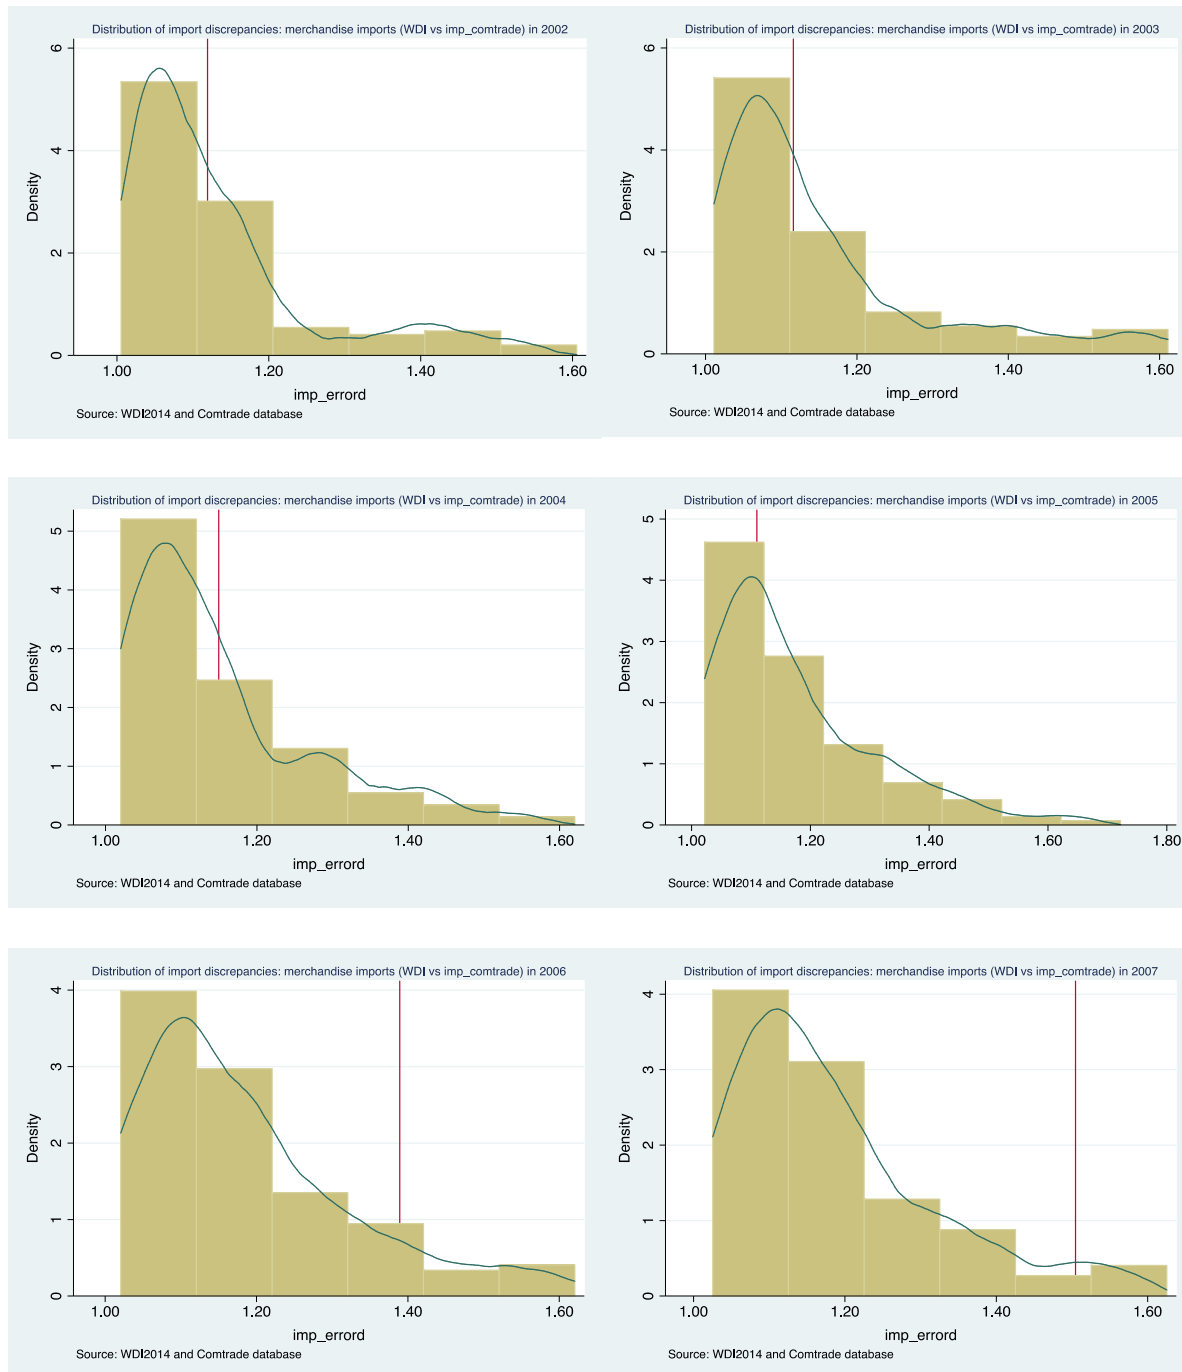 Distribution of import discrepancies: merchandise imports (WDI vs imp_comtrade) in 2002
6
4
2
0
Density
1.00 1.20 1.40 1.60
imp_errord
Source: WDI2014 and Comtrade database
Distribution of import discrepancies: merchandise imports (WDI vs imp_comtrade) in 2003
6
4
2
0
Density
1.00 1.20 1.40 1.60
imp_errord
Source: WDI2014 and Comtrade database
Distribution of import discrepancies: merchandise imports (WDI vs imp_comtrade) in 2004
5
4
3
2
1
0
Density
1.00 1.20 1.40 1.60
imp_errord
Source: WDI2014 and Comtrade database
Distribution of import discrepancies: merchandise imports (WDI vs imp_comtrade) in 2005
5
4
3
2
1
0
Density
1.00 1.20 1.40 1.60 1.80
imp_errord
Source: WDI2014 and Comtrade database
Distribution of import discrepancies: merchandise imports (WDI vs imp_comtrade) in 2006
4
3
2
1
0
Density
1.00 1.20 1.40 1.60
imp_errord
Source: WDI2014 and Comtrade database
Distribution of import discrepancies: merchandise imports (WDI vs imp_comtrade) in 2007
4
3
2
1
0
Density
1.00 1.20 1.40 1.60
imp_errord
Source: WDI2014 and Comtrade database